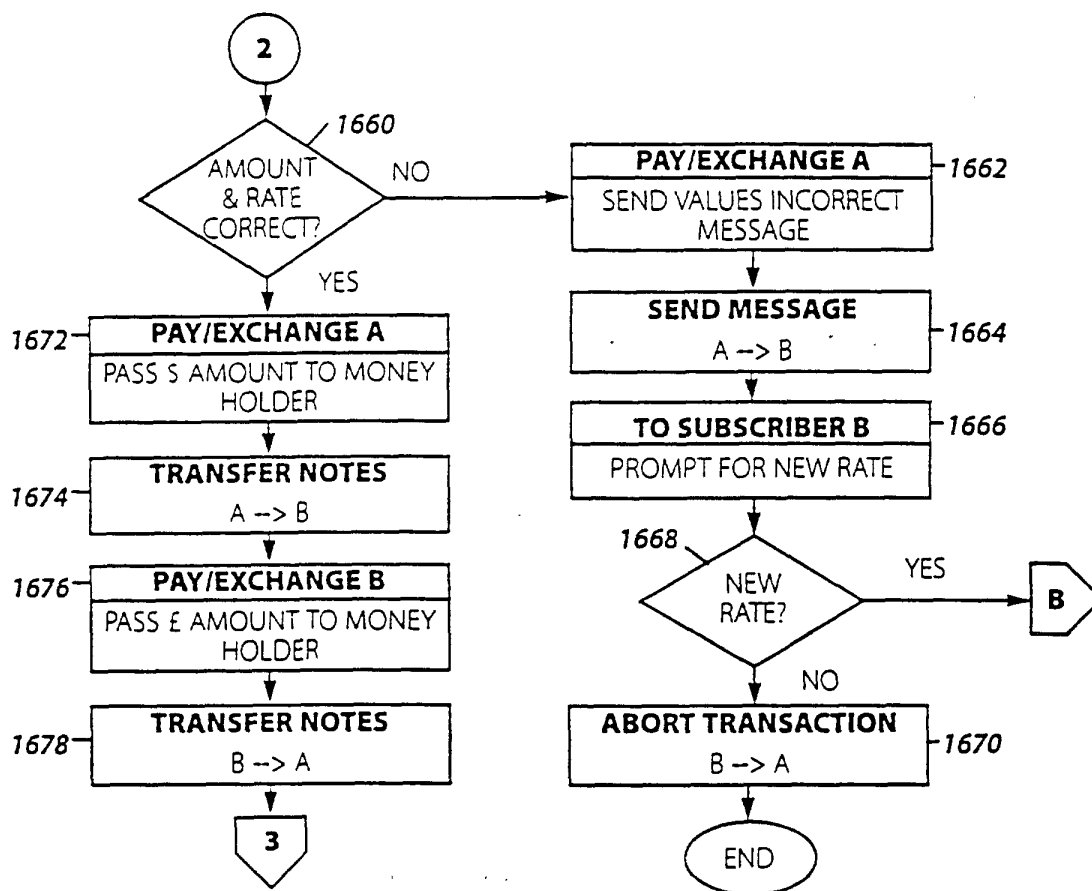 2
1660
AMOUNT
& RATE
CORRECT?
NO
YES
1672
PAY/EXCHANGE A
PASS $ AMOUNT TO MONEY
HOLDER
1674
TRANSFER NOTES
A --> B
1676
PAY/EXCHANGE B
PASS £ AMOUNT TO MONEY
HOLDER
1678
TRANSFER NOTES
B --> A
3
PAY/EXCHANGE A
1662
SEND VALUES INCORRECT
MESSAGE
SEND MESSAGE
A --> B
1664
TO SUBSCRIBER B
1666
PROMPT FOR NEW RATE
1668
NEW
RATE?
YES
B
NO
ABORT TRANSACTION
B --> A
1670
END